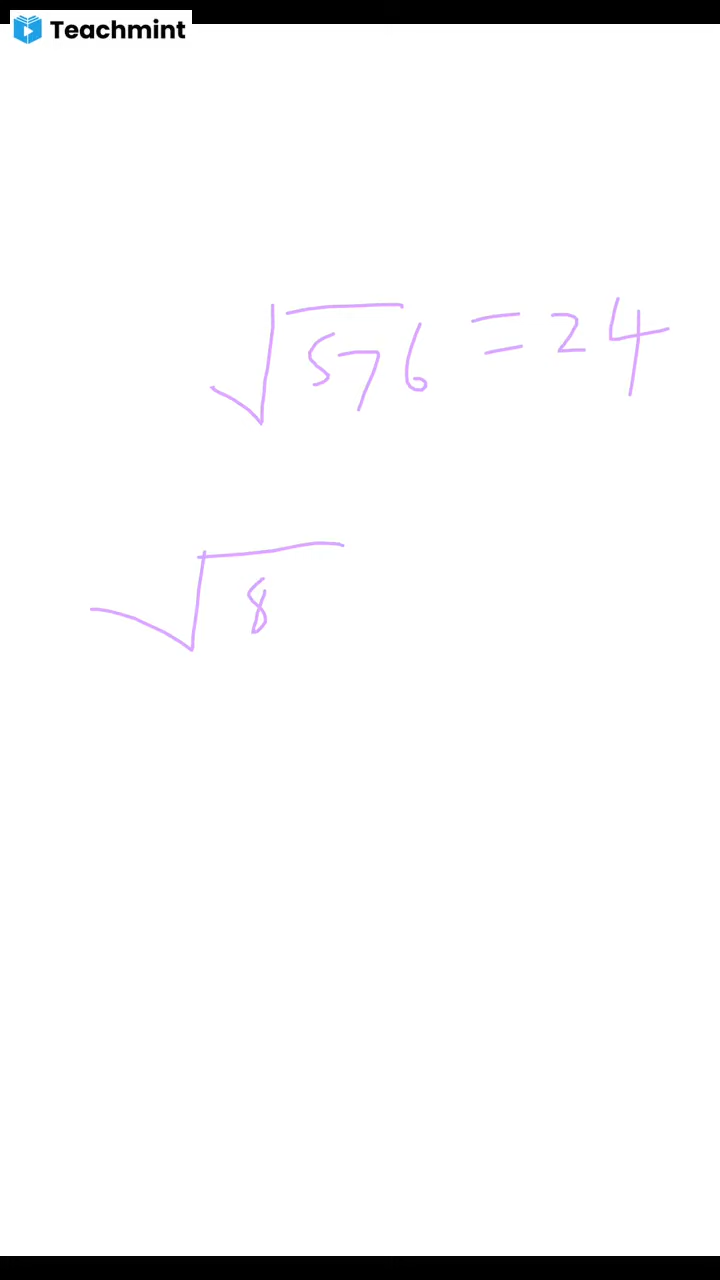 Teachmint
√576 = 24
√8